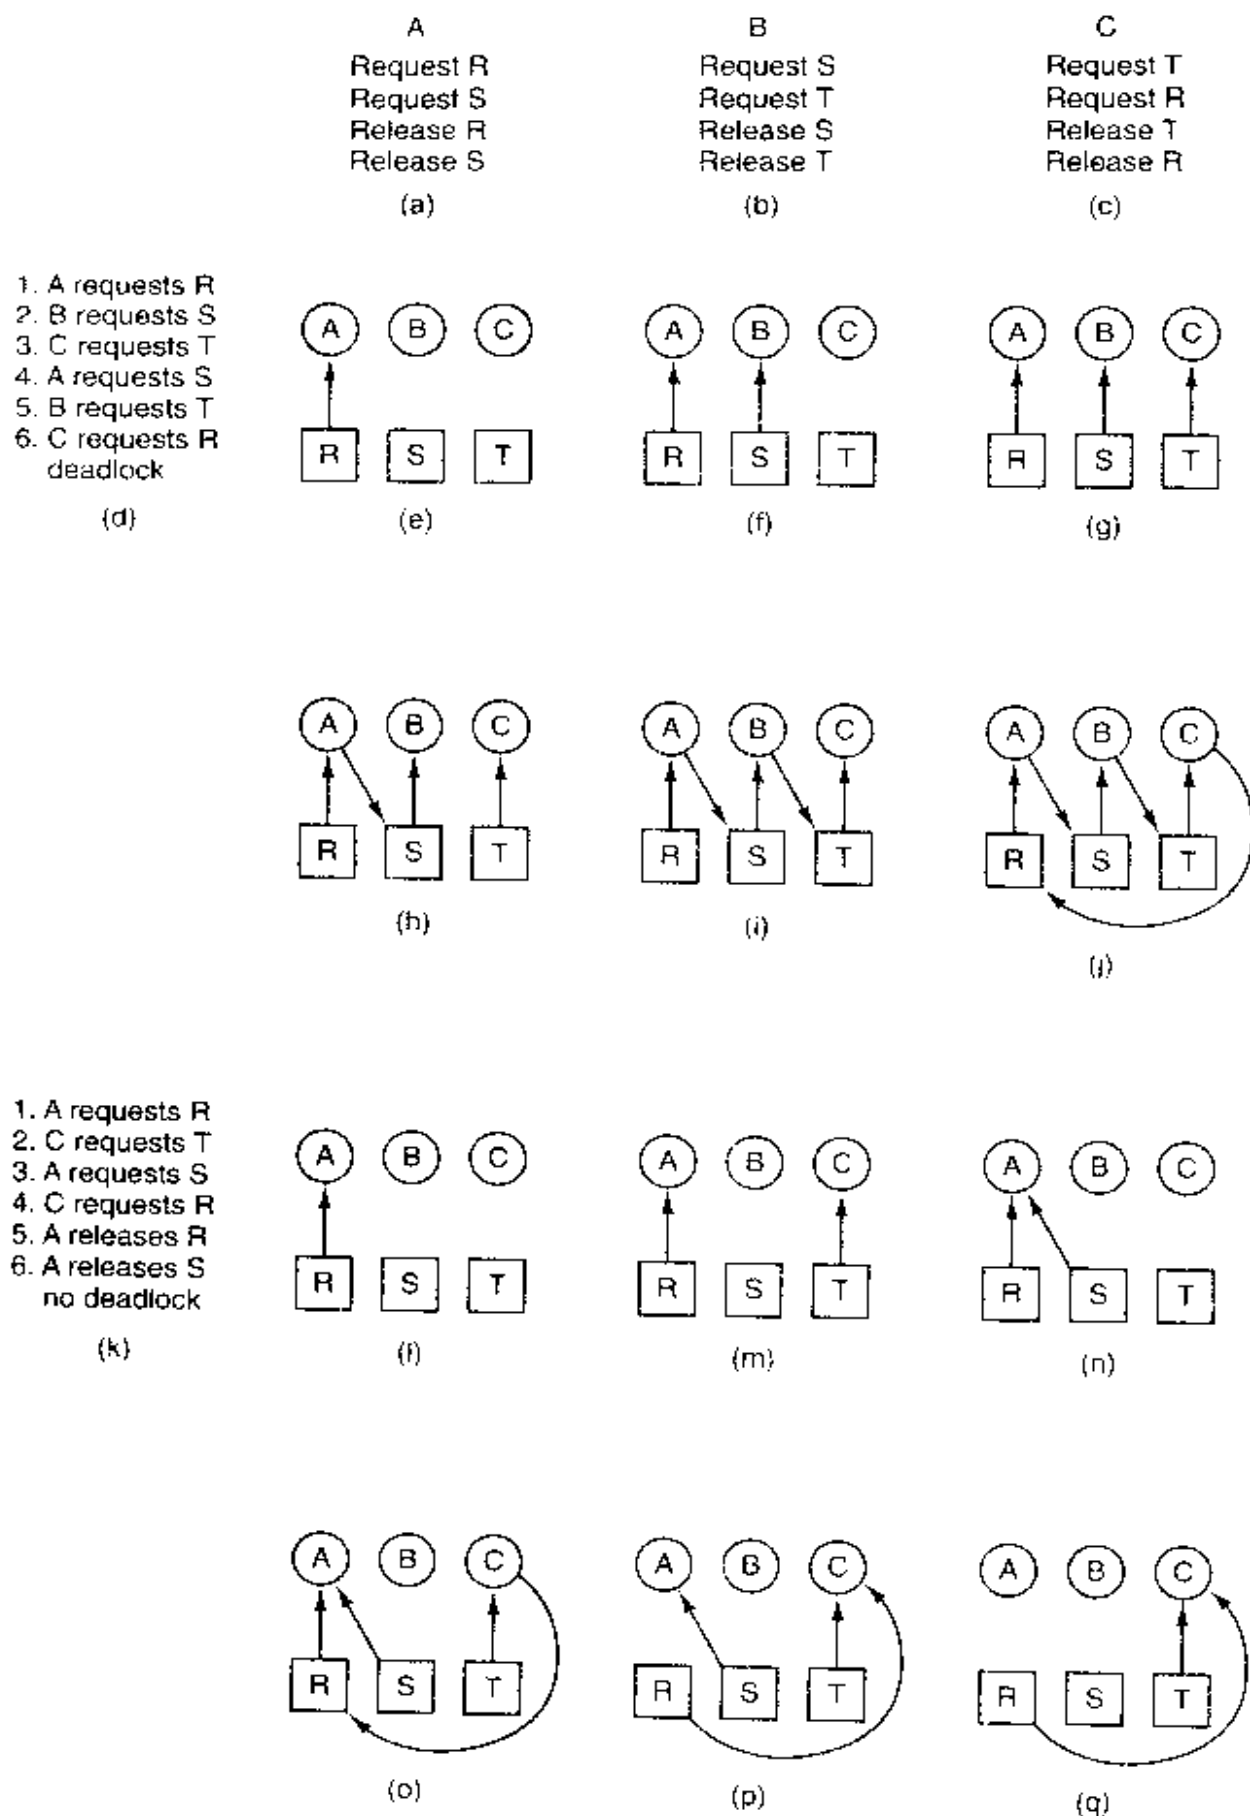 A B C
Request R Request S Request T
Request S Request T Request R
Release R Release S Release T
Release S Release T Release R
(a) (b) (c)
1. A requests R
2. B requests S
3. C requests T
4. A requests S
5. B requests T
6. C requests R
deadlock
(d)
A B C
R S T
(e)
A B C
R S T
(f)
A B C
R S T
(g)
A B C
R S T
(h)
A B C
R S T
(i)
A B C
R S T
(j)
1. A requests R
2. C requests T
3. A requests S
4. C requests R
5. A releases R
6. A releases S
no deadlock
(k)
A B C
R S T
(l)
A B C
R S T
(m)
A B C
R S T
(n)
A B C
R S T
(o)
A B C
R S T
(p)
A B C
R S T
(q)